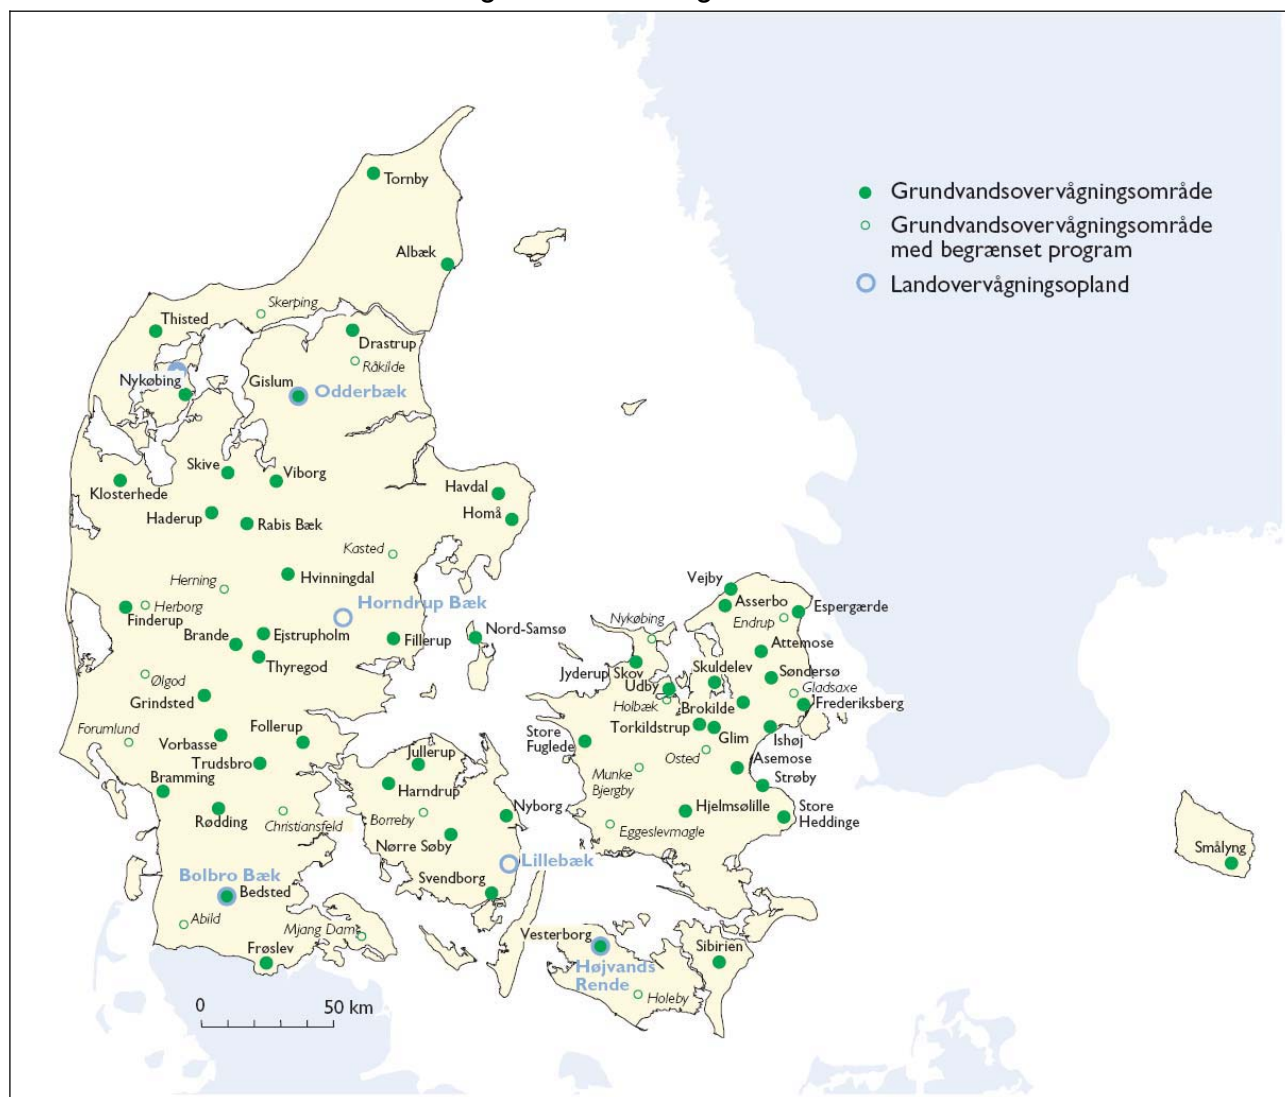 Tornby
Albæk
Grundvandsovervågningsområde
Grundvandsovervågningsområde
med begrænset program
Landovervågningsopland
Skerping
Thisted
Drastrup
Råkilde
Nykøbing
Gislum
Odderbæk
Skive
Viborg
Klosterhede
Havdal
Haderup
Rabis Bæk
Homå
Kasted
Herning
Hvinningdal
Herborg
Finderup
Horndrup Bæk
Brande
Ejstrupholm
Fillerup
Nord-Samsø
Thyregod
Ølgod
Grindsted
Forumlund
Vorbasse
Follerup
Trudsbro
Bramming
Rødding
Christiansfeld
Jullerup
Harndrup
Borreby
Nyborg
Nørre Søby
Lillebæk
Svendborg
Bolbro Bæk
Bedsted
Abild
Mjang Dam
Frøslev
0
50 km
Vejby
Asserbo
Espergærde
Endrup
Nykøbing
Attemose
Jyderup Skov
Skuldelev
Søndersø
Udby
Gladsaxe
Holbæk
Brokilde
Frederiksberg
Torkildstrup
Glim
Ishøj
Store
Fuglede
Osted
Asemose
Munke
Bjergby
Strøby
Hjelmsølille
Store
Heddinge
Eggeslevmagle
Smålyng
Vesterborg
Sibirien
Højvands
Rende
Holeby